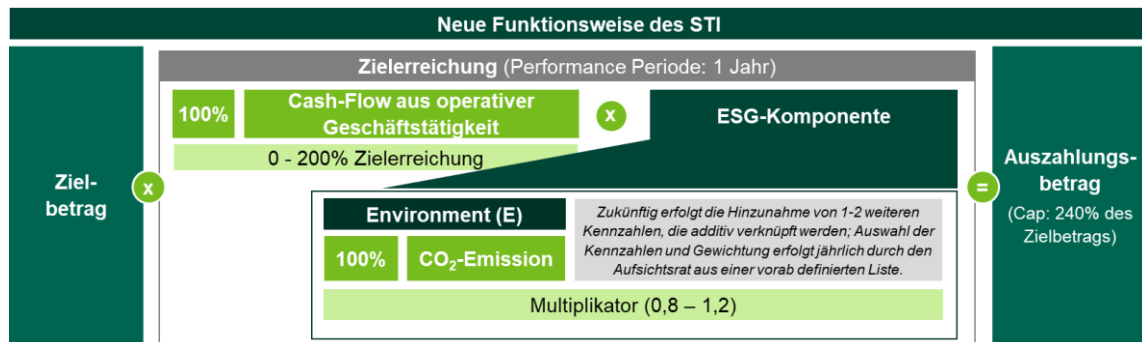 Neue Funktionsweise des STI
Ziel-
betrag
x
Zielerreichung (Performance Periode: 1 Jahr)
100%
Cash-Flow aus operativer
Geschäftstätigkeit
0 - 200% Zielerreichung
x
ESG-Komponente
Environment (E)
100%
CO₂-Emission
Zukünftig erfolgt die Hinzunahme von 1-2 weiteren
Kennzahlen, die additiv verknüpft werden; Auswahl der
Kennzahlen und Gewichtung erfolgt jährlich durch den
Aufsichtsrat aus einer vorab definierten Liste.
Multiplikator (0,8 – 1,2)
=
Auszahlungs-
betrag
(Cap: 240% des
Zielbetrags)